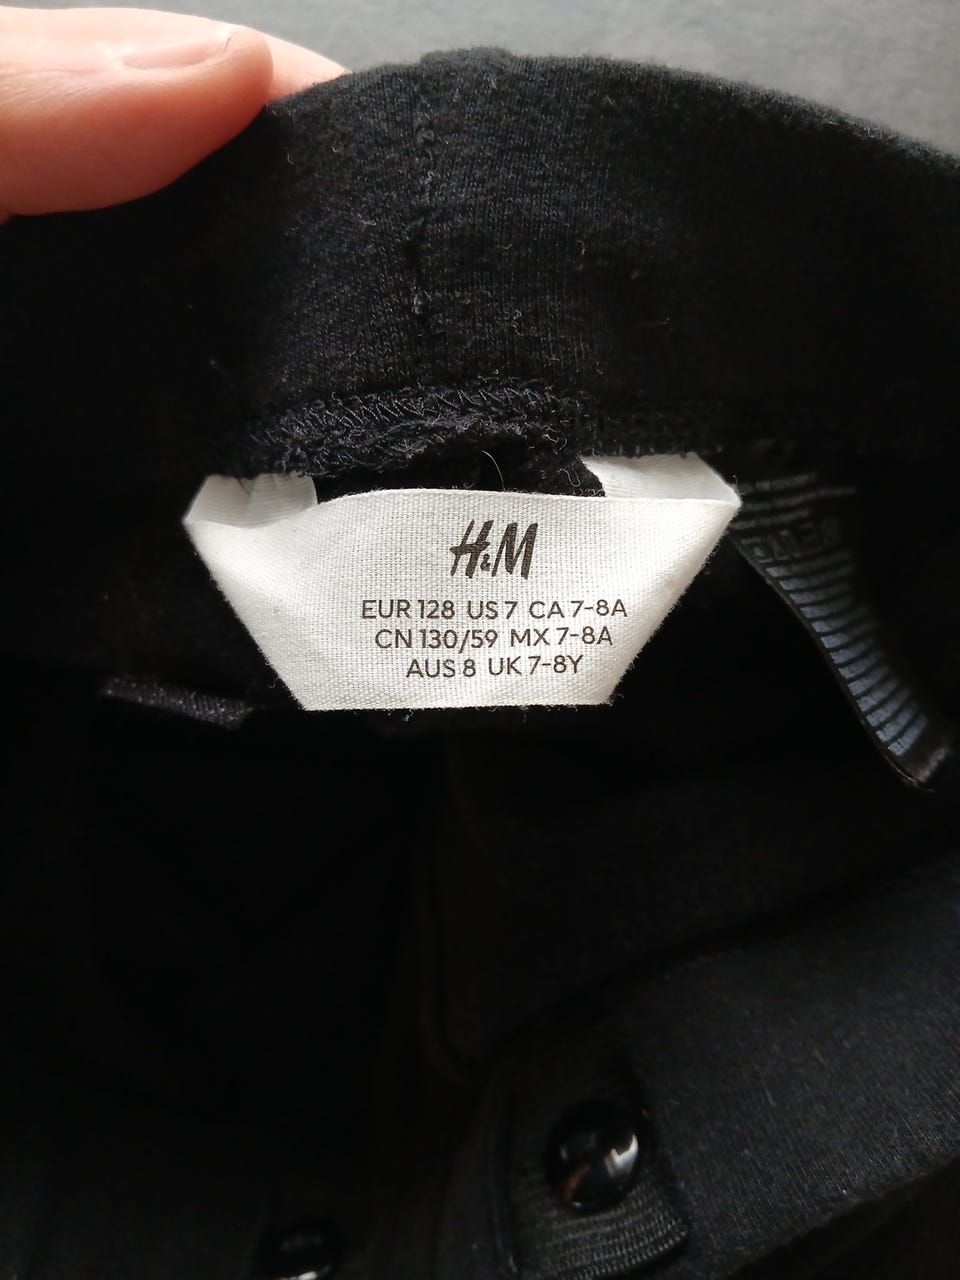 H&M
EUR 128 US 7 CA 7-8A
CN 130/59 MX 7-8A
AUS 8 UK 7-8Y